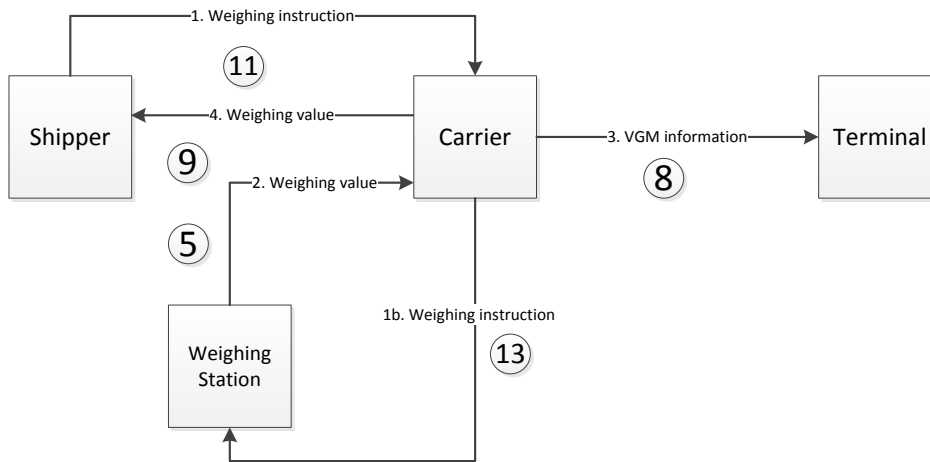 1. Weighing instruction
11
Shipper
4. Weighing value
Carrier
3. VGM information
Terminal
9
8
2. Weighing value
5
1b. Weighing instruction
13
Weighing
Station